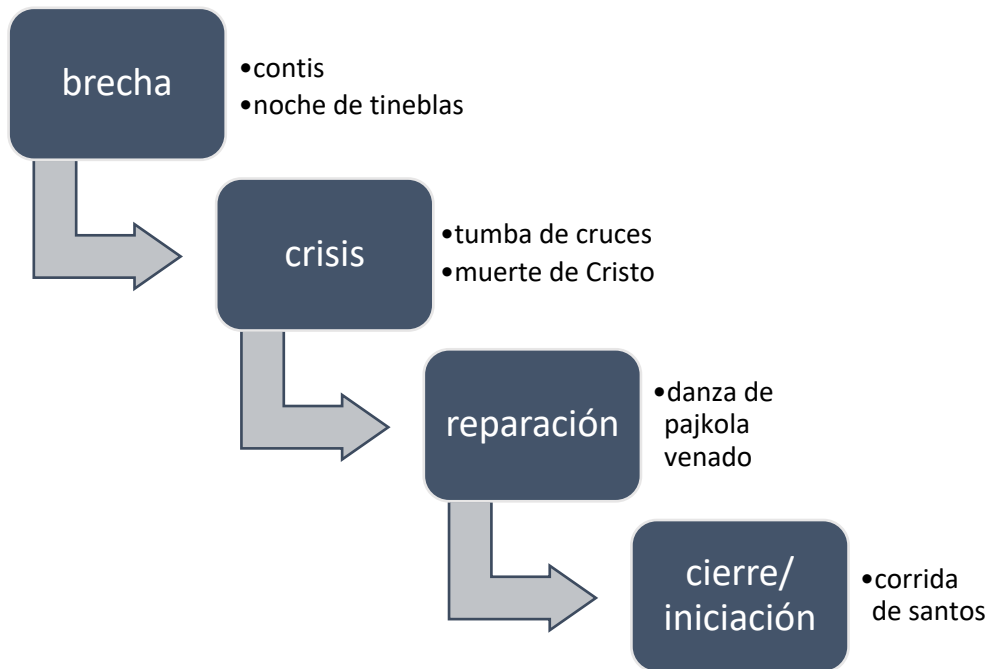 brecha
•contis
•noche de tineblas
crisis
•tumba de cruces
•muerte de Cristo
reparación
•danza de
pajkola
venado
cierre/
iniciación
•corrida
de santos